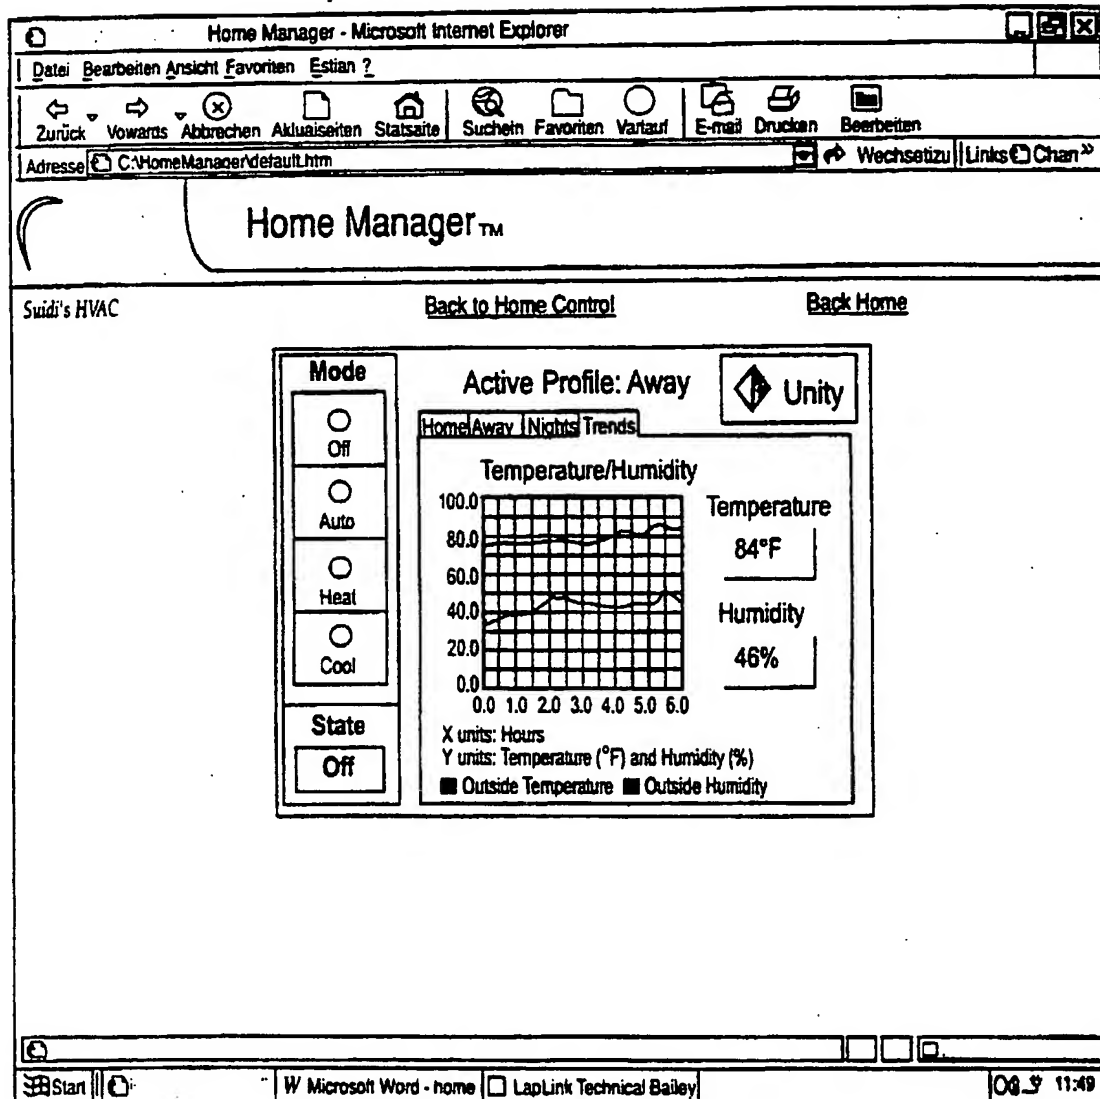 Home Manager - Microsoft Internet Explorer
Datei Bearbeiten Ansicht Favoriten Estian ?
Zurück Vowards Abbrechen Akluaiseiten Statsaite Suchein Favoriten Vartauf E-mail Drucken Beerbeiten
Adresse C:\HomeManager\default.htm Wechsetizu Links Chan »
Home Manager TM
Suidi's HVAC Back to Home Control Back Home
Mode
Off
Auto
Heat
Cool
State
Off
Active Profile: Away
Unity
Home Away Nights Trends
Temperature/Humidity
100.0
80.0
60.0
40.0
20.0
0.0
0.0 1.0 2.0 3.0 4.0 5.0 6.0
X units: Hours
Y units: Temperature (°F) and Humidity (%)
Outside Temperature Outside Humidity
Temperature
84°F
Humidity
46%
Start W Microsoft Word - home LapLink Technical Bailey 11:49